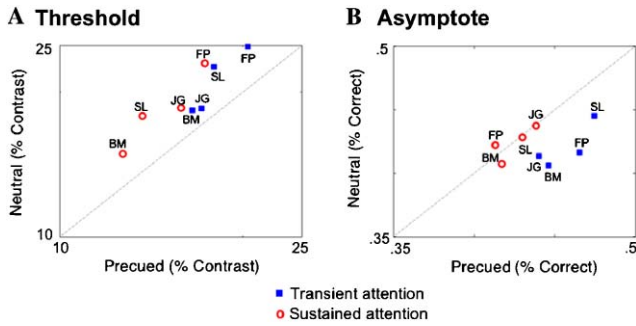 A Threshold
25
Neutral (% Contrast)
FP
FP
SL
SL
JG
JG
BM
BM
10
10
25
Precued (% Contrast)
B Asymptote
.5
Neutral (% Correct)
JG
SL
FP
SL
FP
BM
JG
BM
.35
.35
.5
Precued (% Correct)
Transient attention
Sustained attention